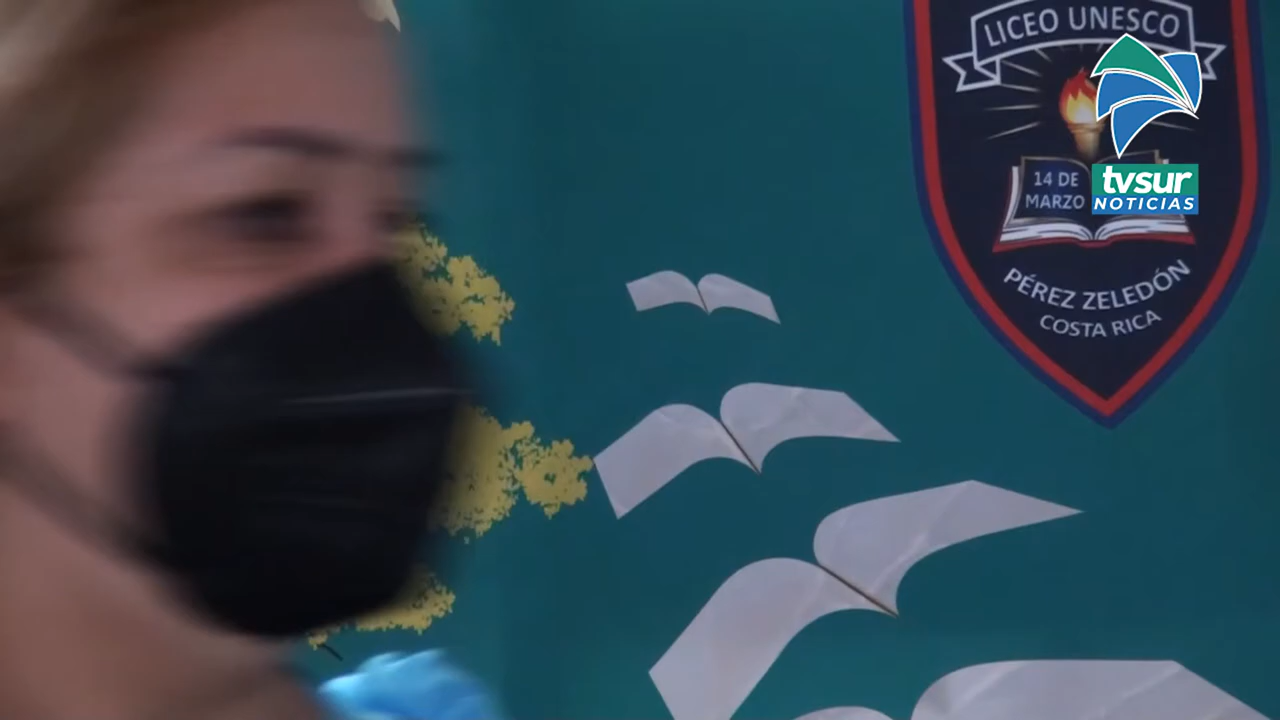 LICEO UNESCO
14 DE
MARZO
tvsur
NOTICIAS
PÉREZ ZELEDÓN
COSTA RICA